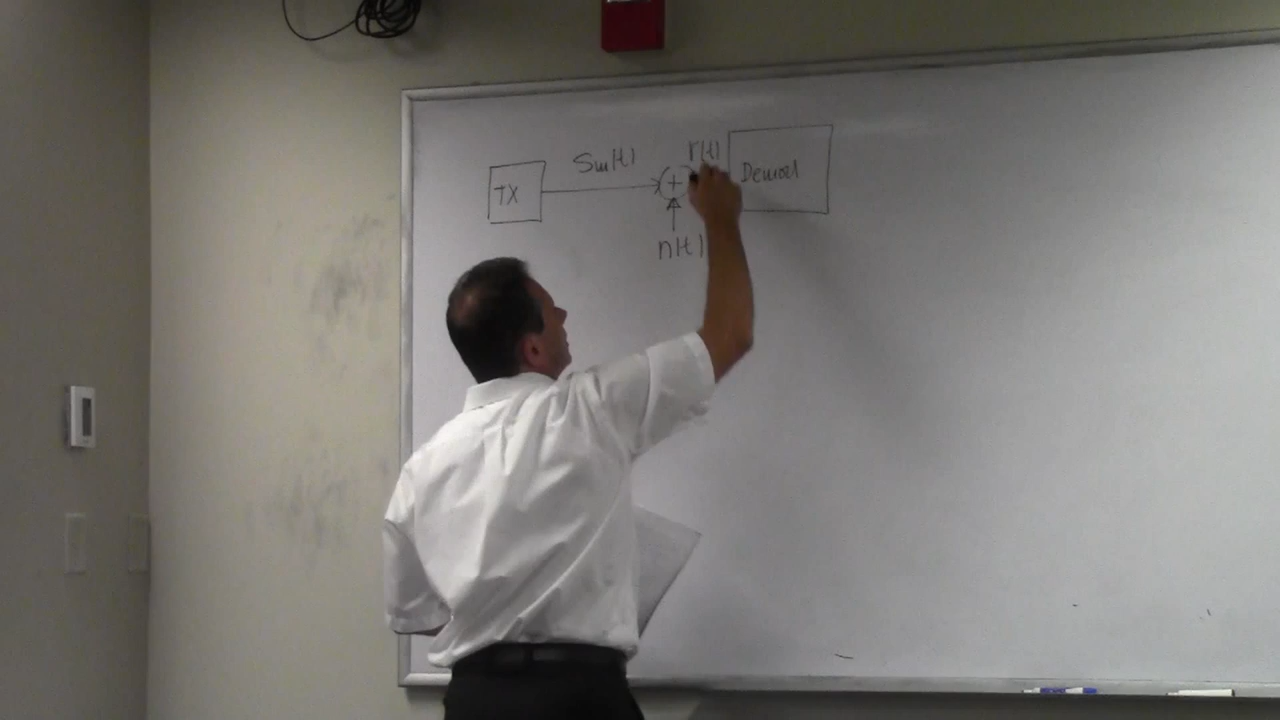 Sm(t)
r(t)
TX
+
Demod
n(t)